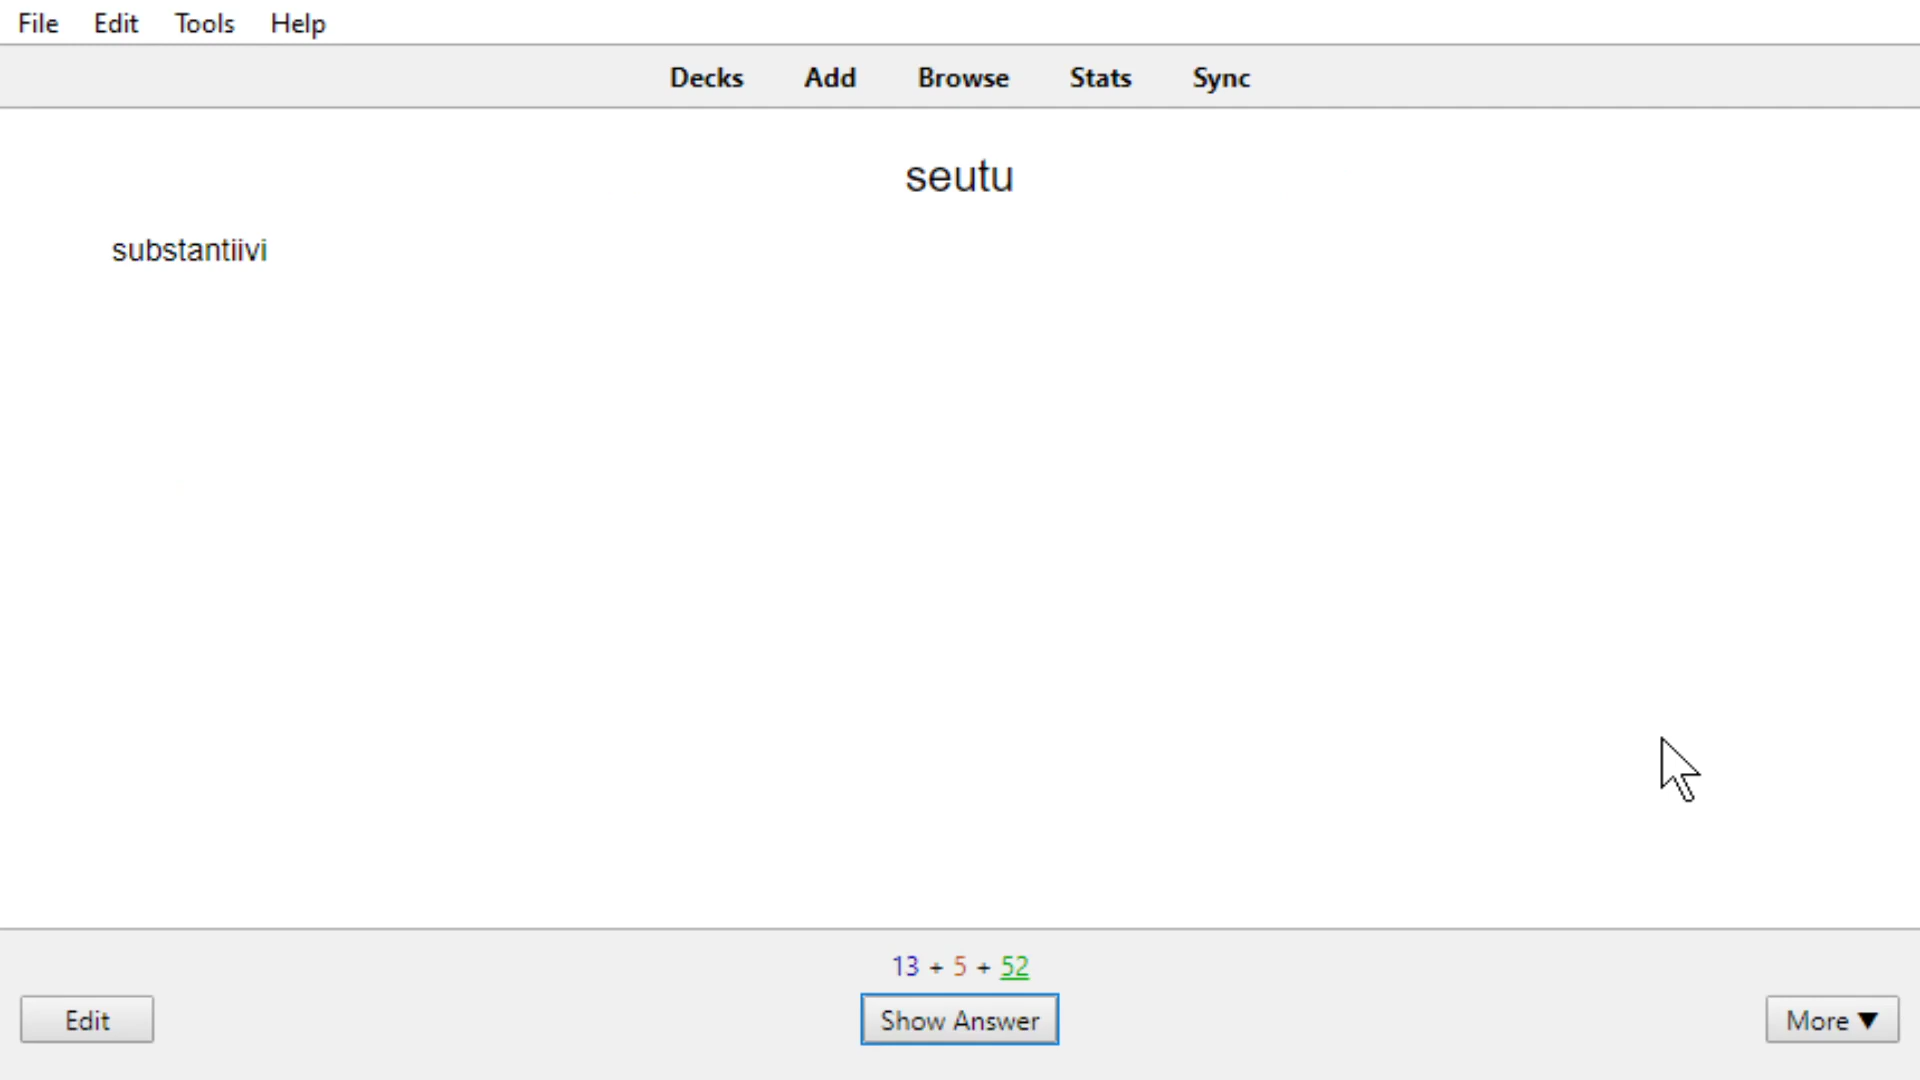 File Edit Tools Help
Decks Add Browse Stats Sync
seutu
substantiivi
13 + 5 + 52
Edit Show Answer More ▼